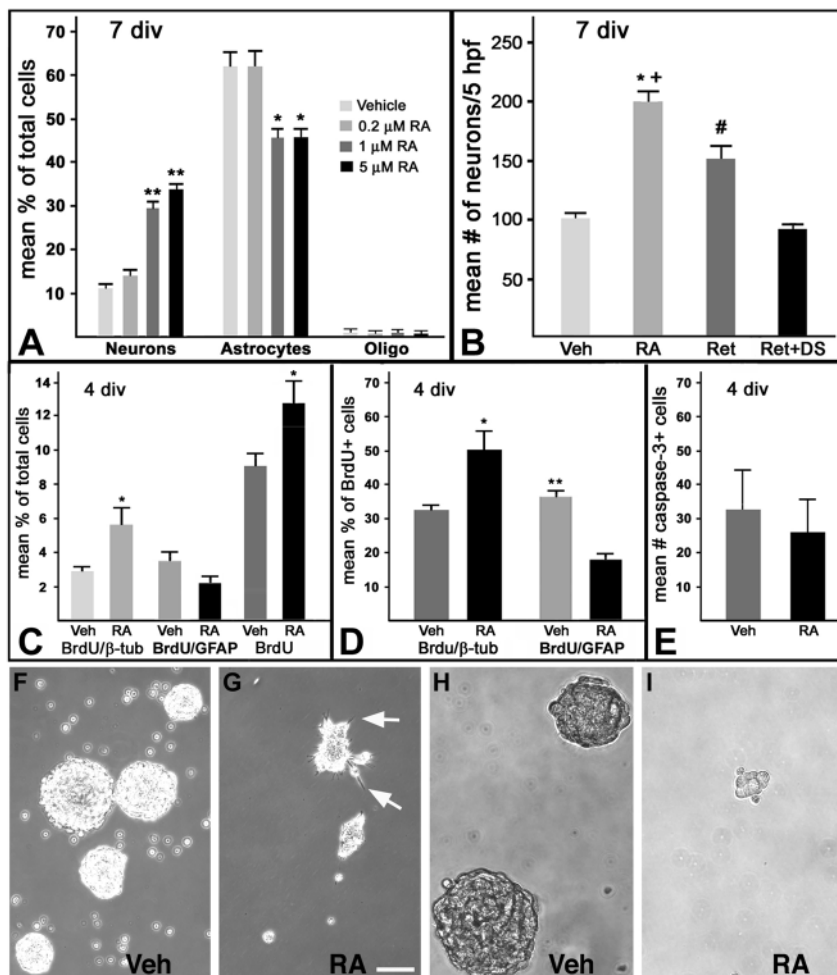 7 div
mean % of total cells
70
60
50
40
30
20
10
** ** * *
Vehicle
0.2 µM RA
1 µM RA
5 µM RA
A
Neurons Astrocytes Oligo
7 div
mean # of neurons/5 hpf
250
200
150
100
50
* +
#
B
Veh RA Ret Ret+DS
4 div
mean % of total cells
14
12
10
8
6
4
2
* *
C
Veh RA Veh RA Veh RA
BrdU/β-tub BrdU/GFAP BrdU
4 div
mean % of BrdU+ cells
70
60
50
40
30
20
10
* **
D
Veh RA Veh RA
Brdu/β-tub BrdU/GFAP
4 div
mean # caspase-3+ cells
70
60
50
40
30
20
10
E
Veh RA
F
Veh
G
RA
H
Veh
I
RA